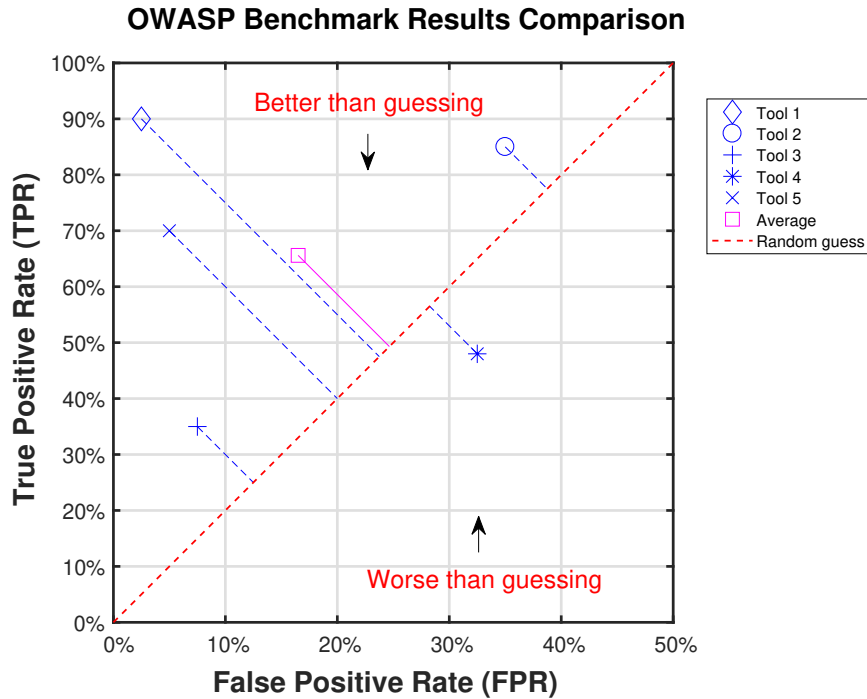 OWASP Benchmark Results Comparison
100%
90%
80%
70%
60%
50%
40%
30%
20%
10%
0%
True Positive Rate (TPR)
Better than guessing
Worse than guessing
0%
10%
20%
30%
40%
50%
False Positive Rate (FPR)
Tool 1
Tool 2
Tool 3
Tool 4
Tool 5
Average
Random guess